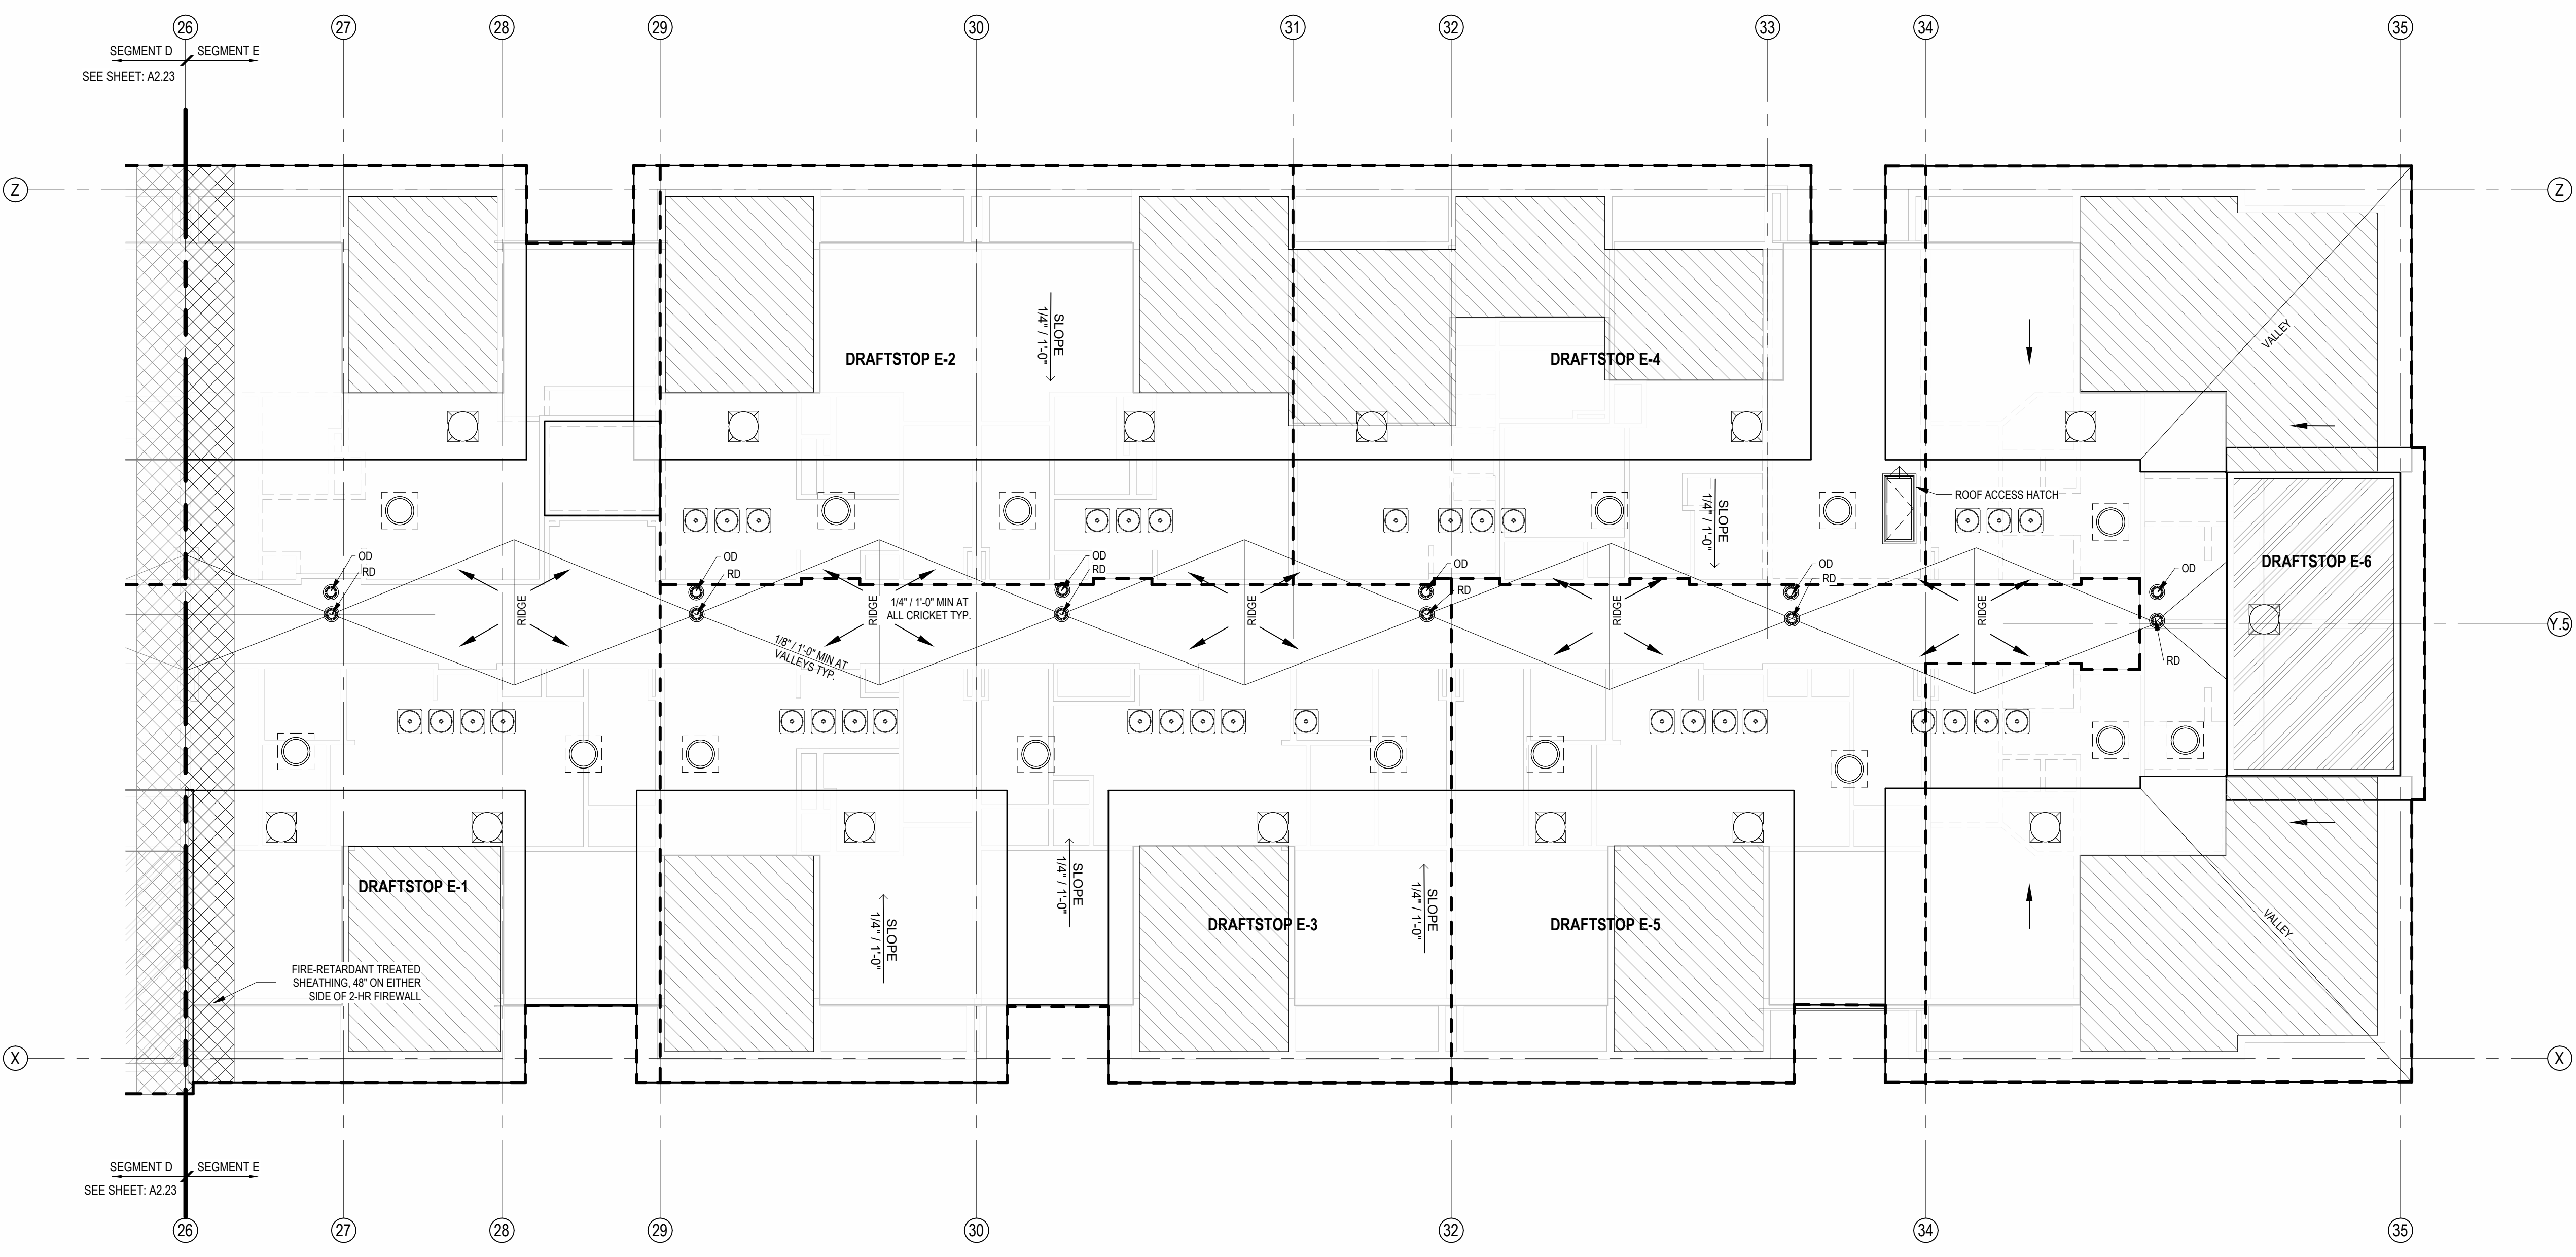 26 27 28 29 30 31 32 33 34 35
SEGMENT D SEGMENT E
SEE SHEET: A2.23
Z Z
SLOPE
1/4" / 1'-0"
DRAFTSTOP E-2
DRAFTSTOP E-4
VALLEY
SLOPE
1/4" / 1'-0"
ROOF ACCESS HATCH
OD
RD
OD
RD
OD
RD
OD
RD
OD
RD
OD
RD
DRAFTSTOP E-6
RIDGE
RIDGE
RIDGE
RIDGE
RIDGE
1/4" / 1'-0" MIN AT
ALL CRICKET TYP.
1/8" / 1'-0" MIN AT
VALLEYS TYP.
Y.5
DRAFTSTOP E-1
SLOPE
1/4" / 1'-0"
SLOPE
1/4" / 1'-0"
DRAFTSTOP E-3
SLOPE
1/4" / 1'-0"
DRAFTSTOP E-5
VALLEY
FIRE-RETARDANT TREATED
SHEATHING, 48" ON EITHER
SIDE OF 2-HR FIREWALL
X X
SEGMENT D SEGMENT E
SEE SHEET: A2.23
26 27 28 29 30 32 34 35